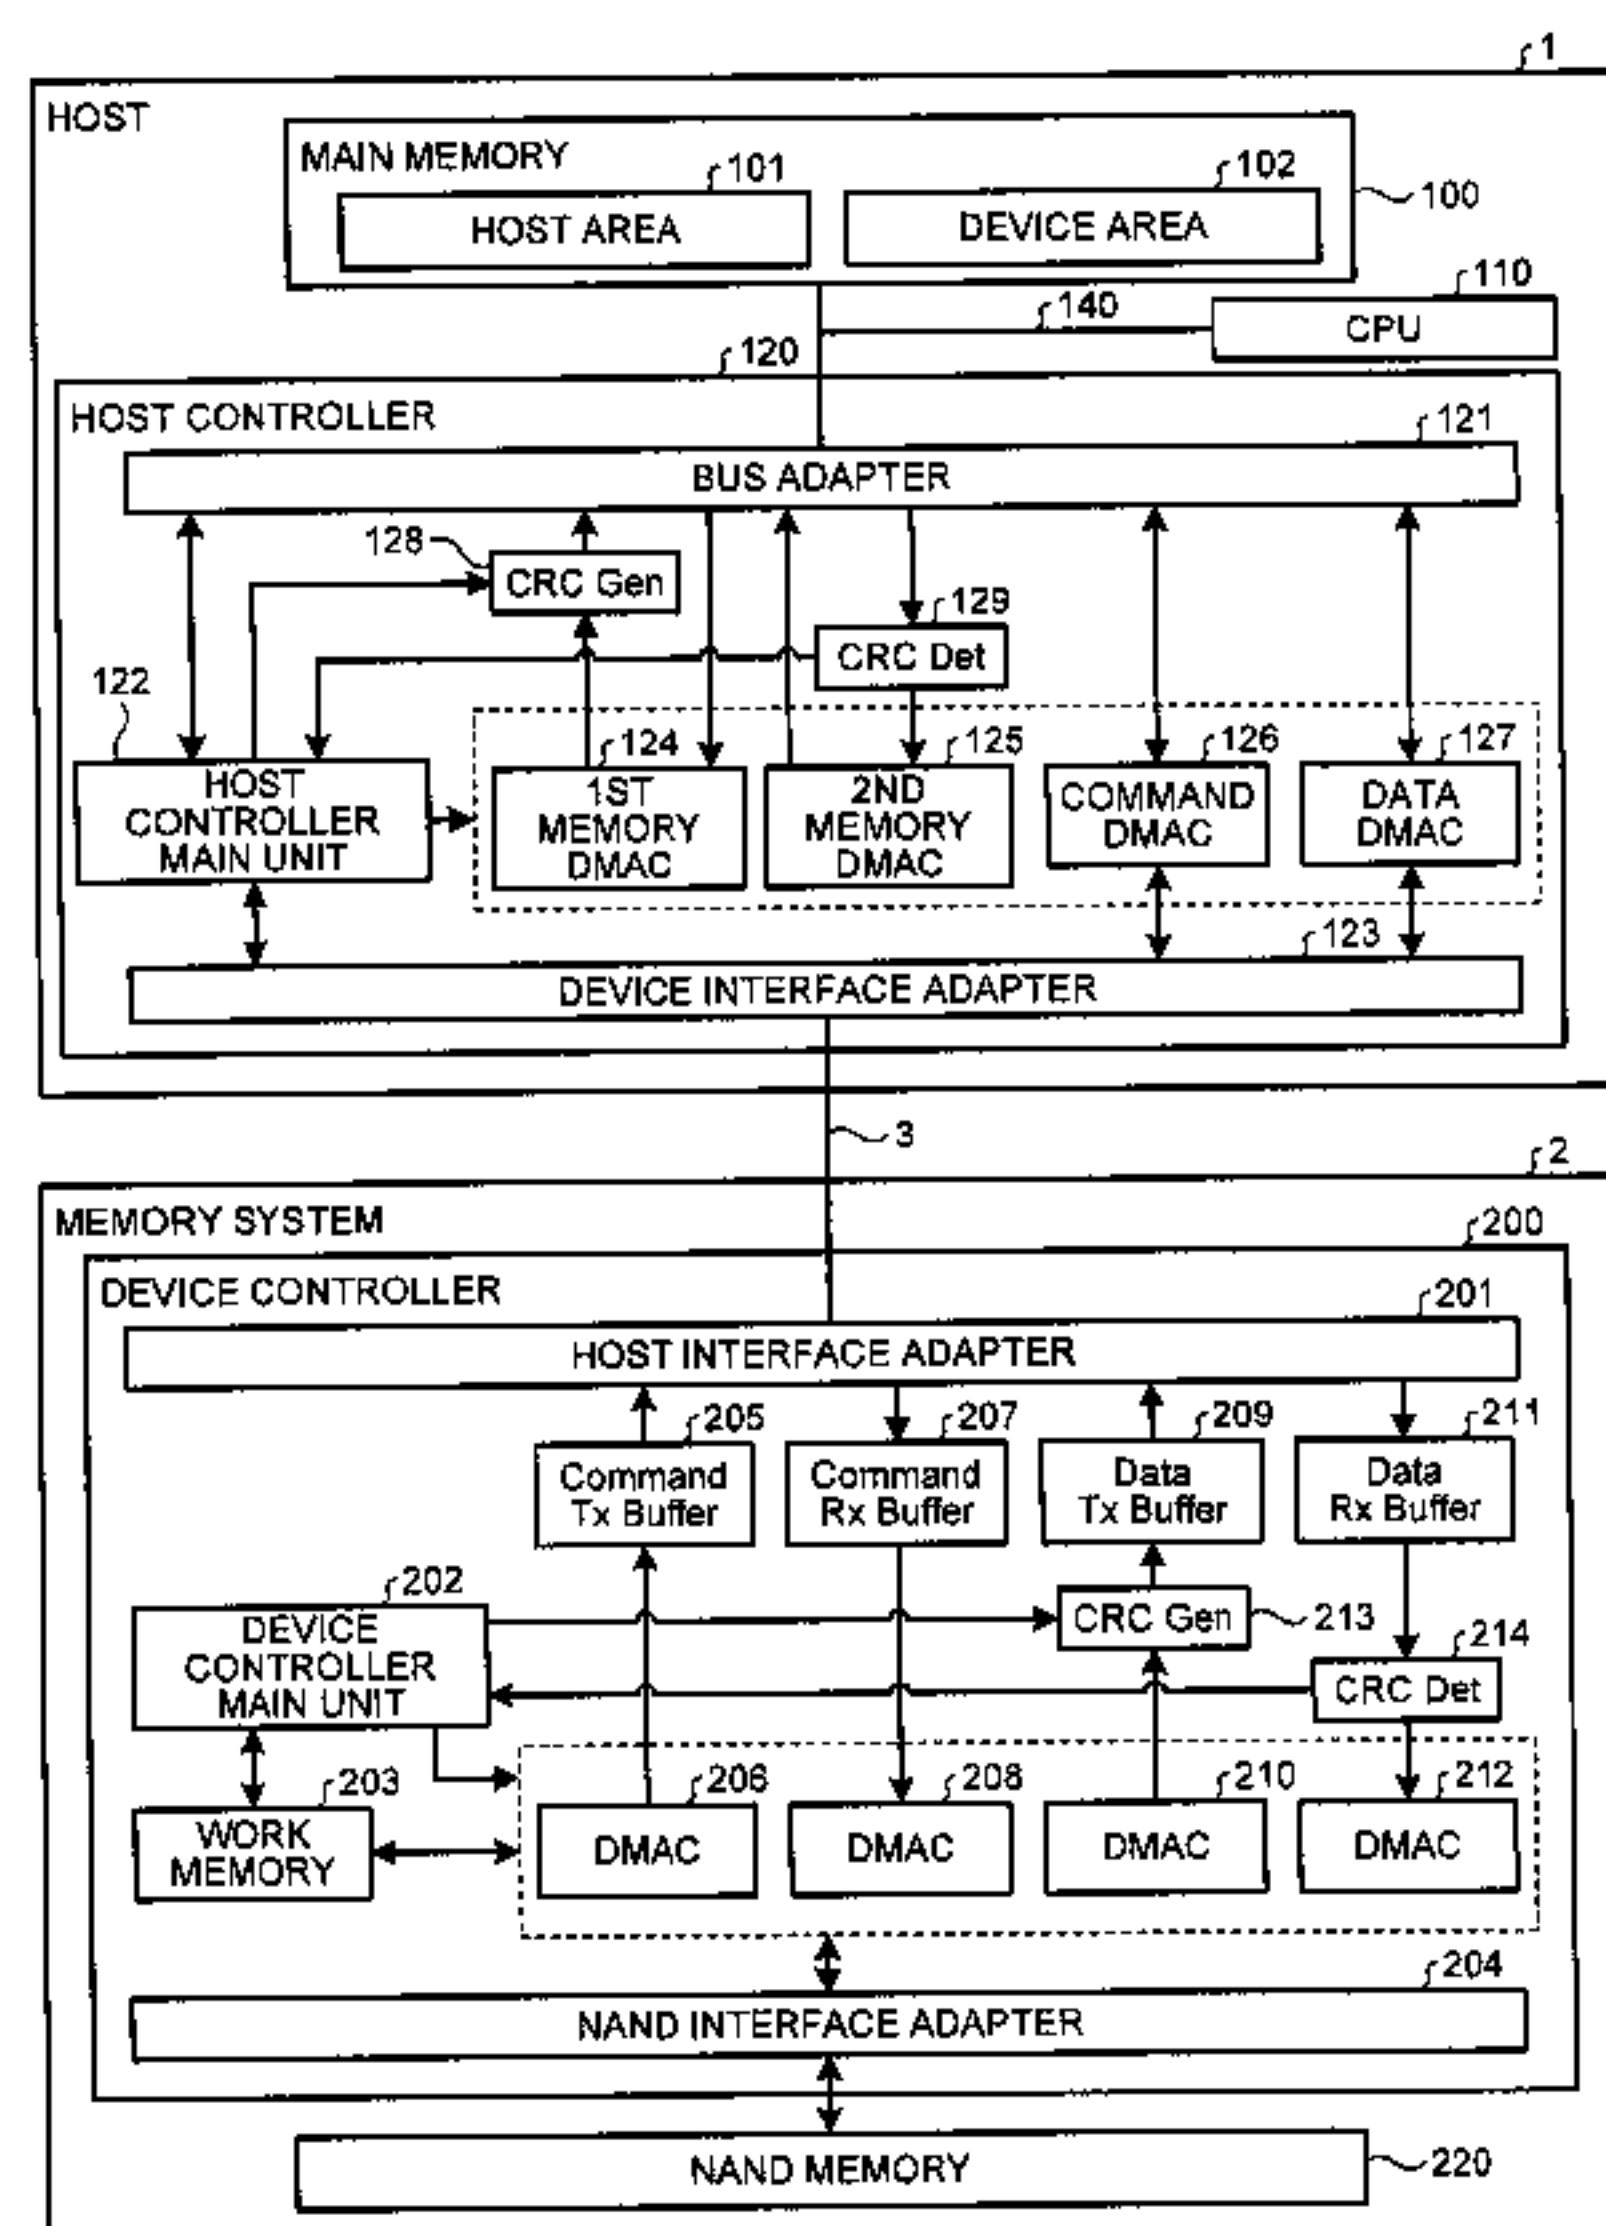 1
HOST
MAIN MEMORY
101
102
100
HOST AREA
DEVICE AREA
110
140
CPU
120
HOST CONTROLLER
121
BUS ADAPTER
128
CRC Gen
129
CRC Det
122
124
125
126
127
HOST
CONTROLLER
MAIN UNIT
1ST
MEMORY
DMAC
2ND
MEMORY
DMAC
COMMAND
DMAC
DATA
DMAC
123
DEVICE INTERFACE ADAPTER
3
2
MEMORY SYSTEM
200
DEVICE CONTROLLER
201
HOST INTERFACE ADAPTER
205
207
209
211
Command
Tx Buffer
Command
Rx Buffer
Data
Tx Buffer
Data
Rx Buffer
202
DEVICE
CONTROLLER
MAIN UNIT
CRC Gen
213
214
CRC Det
203
206
208
210
212
WORK
MEMORY
DMAC
DMAC
DMAC
DMAC
204
NAND INTERFACE ADAPTER
NAND MEMORY
220